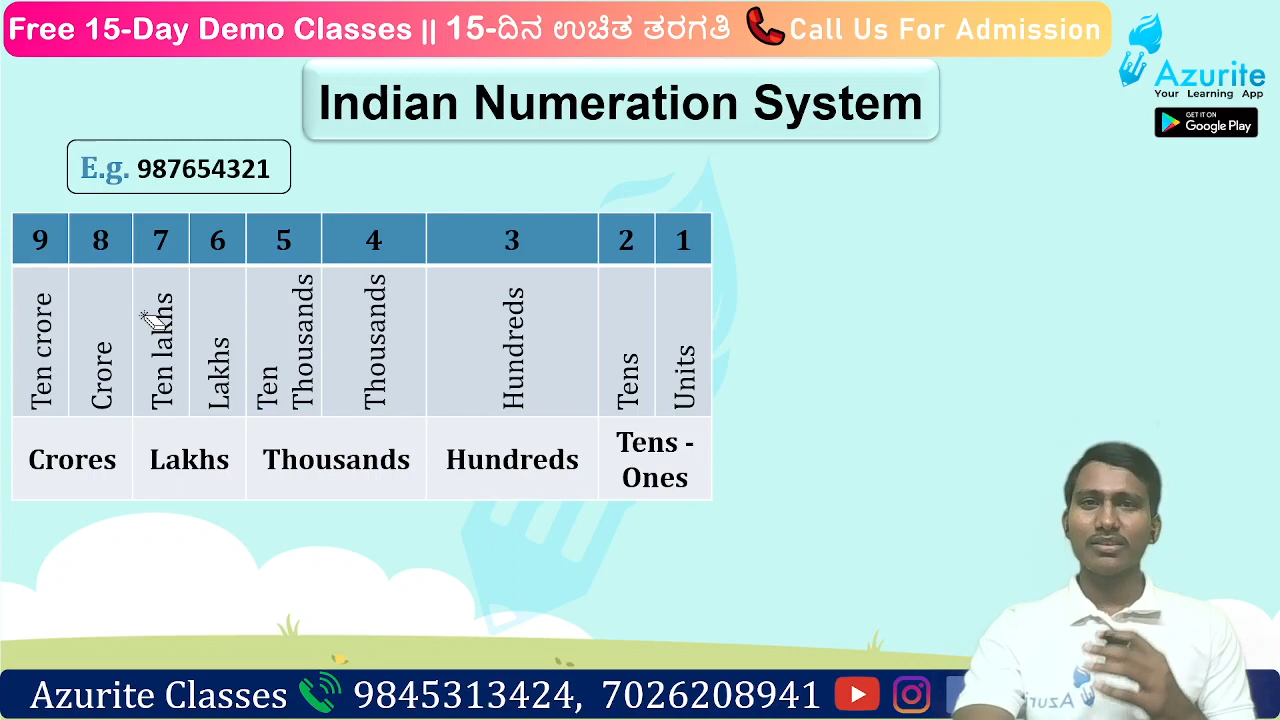 Free 15-Day Demo Classes || 15-ದಿನ ಉಚಿತ ತರಗತಿ Call Us For Admission
Azurite
Your Learning App
GET IT ON
Google Play
Indian Numeration System
E.g. 987654321
9 8 7 6 5 4 3 2 1
Ten crore
Crore
Ten lakhs
Lakhs
Ten
Thousands
Thousands
Hundreds
Tens
Units
Crores Lakhs Thousands Hundreds Tens -
Ones
Azurite
Azurite Classes 9845313424, 7026208941